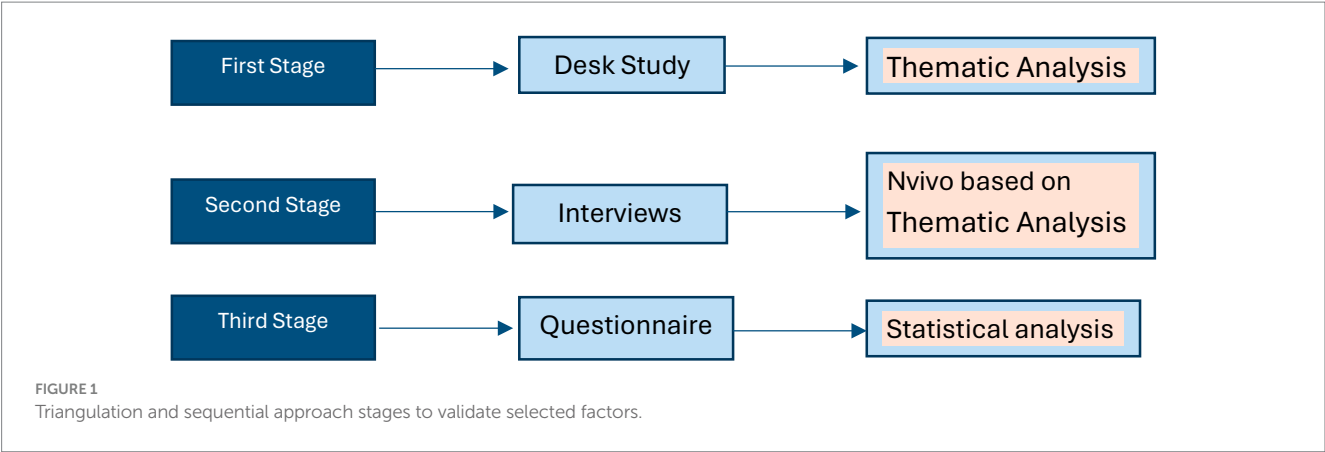 First Stage
Desk Study
Thematic Analysis
Second Stage
Interviews
Nvivo based on
Thematic Analysis
Third Stage
Questionnaire
Statistical analysis
FIGURE 1
Triangulation and sequential approach stages to validate selected factors.